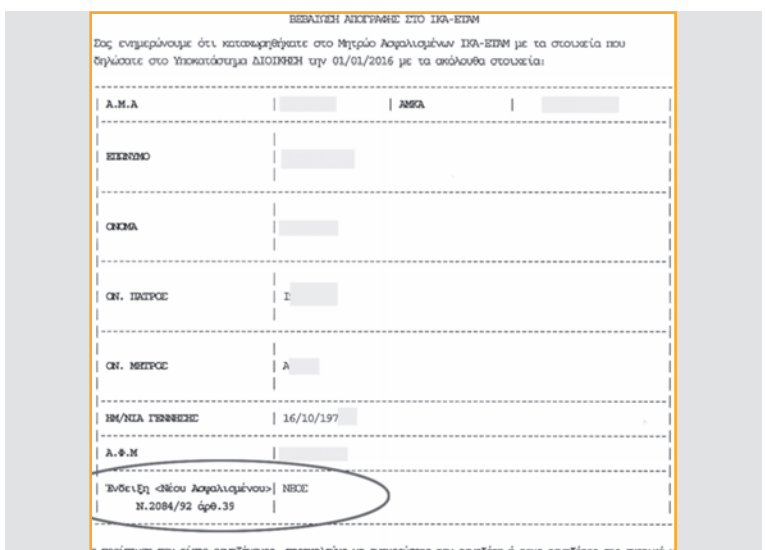 ΒΕΒΑΙΩΣΗ ΑΠΟΓΡΑΦΗΣ ΣΤΟ ΙΚΑ-ΕΤΑΜ
Σας ενημερώνουμε ότι καταχωρηθήκατε στο Μητρώο Ασφαλισμένων ΙΚΑ-ΕΤΑΜ με τα στοιχεία που
δηλώσατε στο Υποκατάστημα ΔΙΟΙΚΗΣΗ την 01/01/2016 με τα ακόλουθα στοιχεία:
Α.Μ.Α ΑΜΚΑ
ΕΠΩΝΥΜΟ
ΟΝΟΜΑ
ΟΝ. ΠΑΤΡΟΣ Ι
ΟΝ. ΜΗΤΡΟΣ Α
ΗΜ/ΝΙΑ ΓΕΝΝΗΣΗΣ 16/10/197
Α.Φ.Μ
Ένδειξη <Νέου Ασφαλισμένου> ΝΕΟΣ
Ν.2084/92 άρθ.39